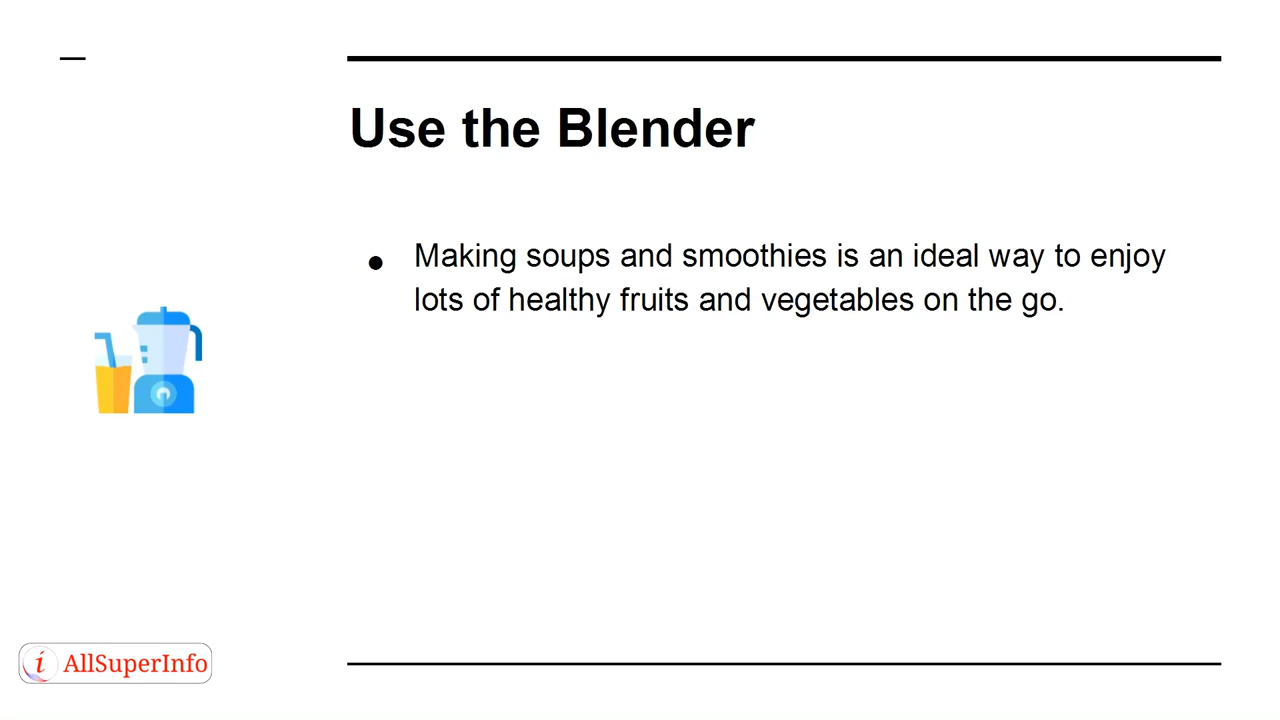 Use the Blender
● Making soups and smoothies is an ideal way to enjoy
lots of healthy fruits and vegetables on the go.
i AllSuperInfo